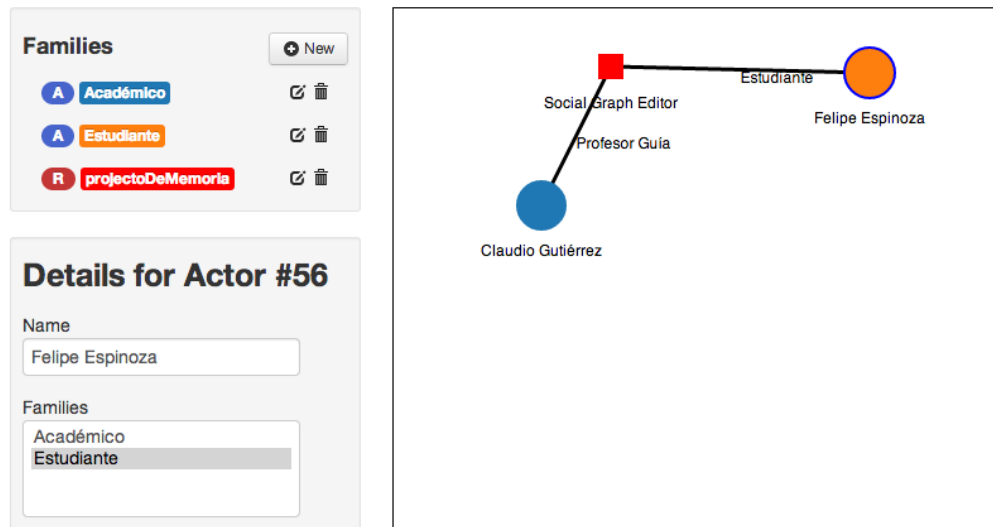 Families
New
A Académico
A Estudiante
R projectoDeMemoria
Details for Actor #56
Name
Felipe Espinoza
Families
Académico
Estudiante
Estudiante
Social Graph Editor
Felipe Espinoza
Profesor Guía
Claudio Gutiérrez